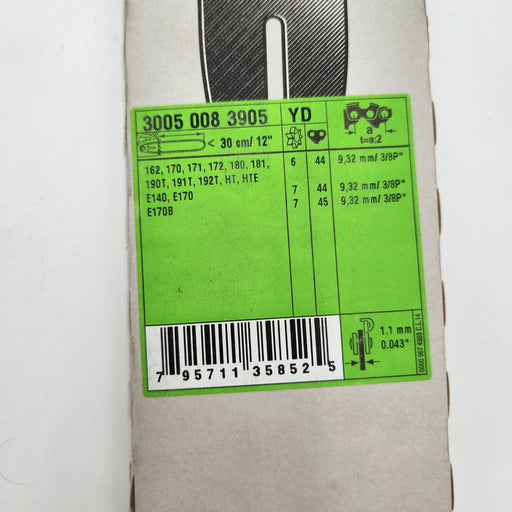 3005 008 3905 YD
< 30 cm/ 12" a
t=a:2
162, 170, 171, 172, 180, 181, 6 44 9,32 mm/ 3/8P"
190T, 191T, 192T, HT, HTE
E140, E170 7 44 9,32 mm/ 3/8P"
E170B 7 45 9,32 mm/ 3/8P"
1.1 mm
0.043"
7 95711 35852 5